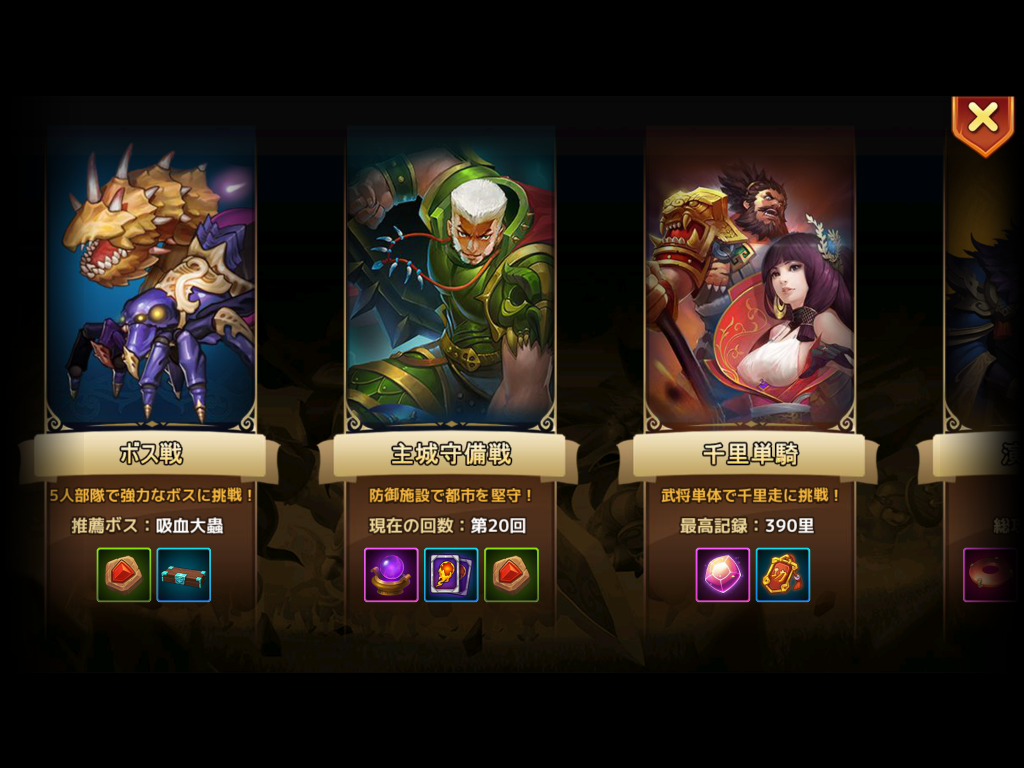 ボス戦
5人部隊で強力なボスに挑戦！
推薦ボス：吸血大蟲
主城守備戦
防御施設で都市を堅守！
現在の回数：第20回
千里単騎
武将単体で千里走に挑戦！
最高記録：390里
功
総